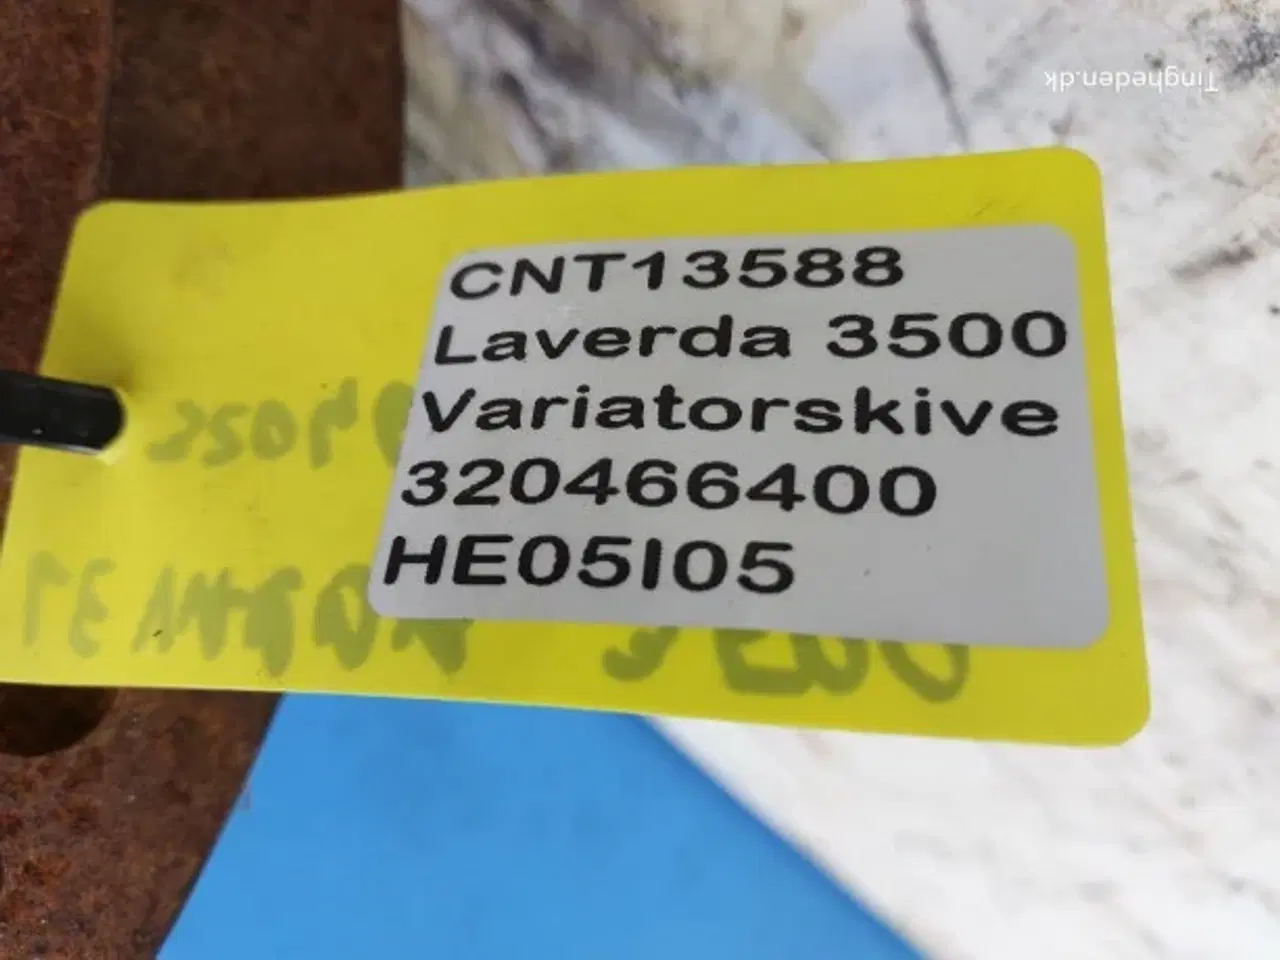 Tingheden.dk
CNT13588
Laverda 3500
Variatorskive
320466400
HE05I05